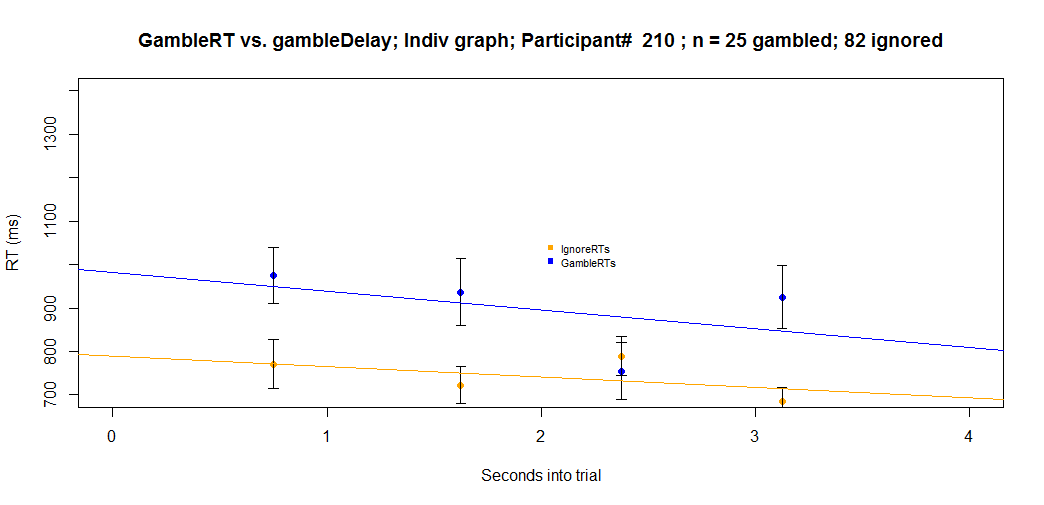 GambleRT vs. gambleDelay; Indiv graph; Participant#  210 ; n = 25 gambled; 82 ignored
RT (ms)
1300
1100
900
800
700
IgnoreRTs
GambleRTs
0 1 2 3 4
Seconds into trial